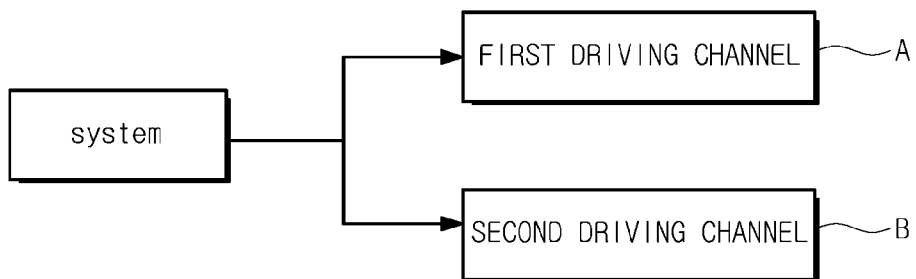 FIRST DRIVING CHANNEL
A
system
SECOND DRIVING CHANNEL
B